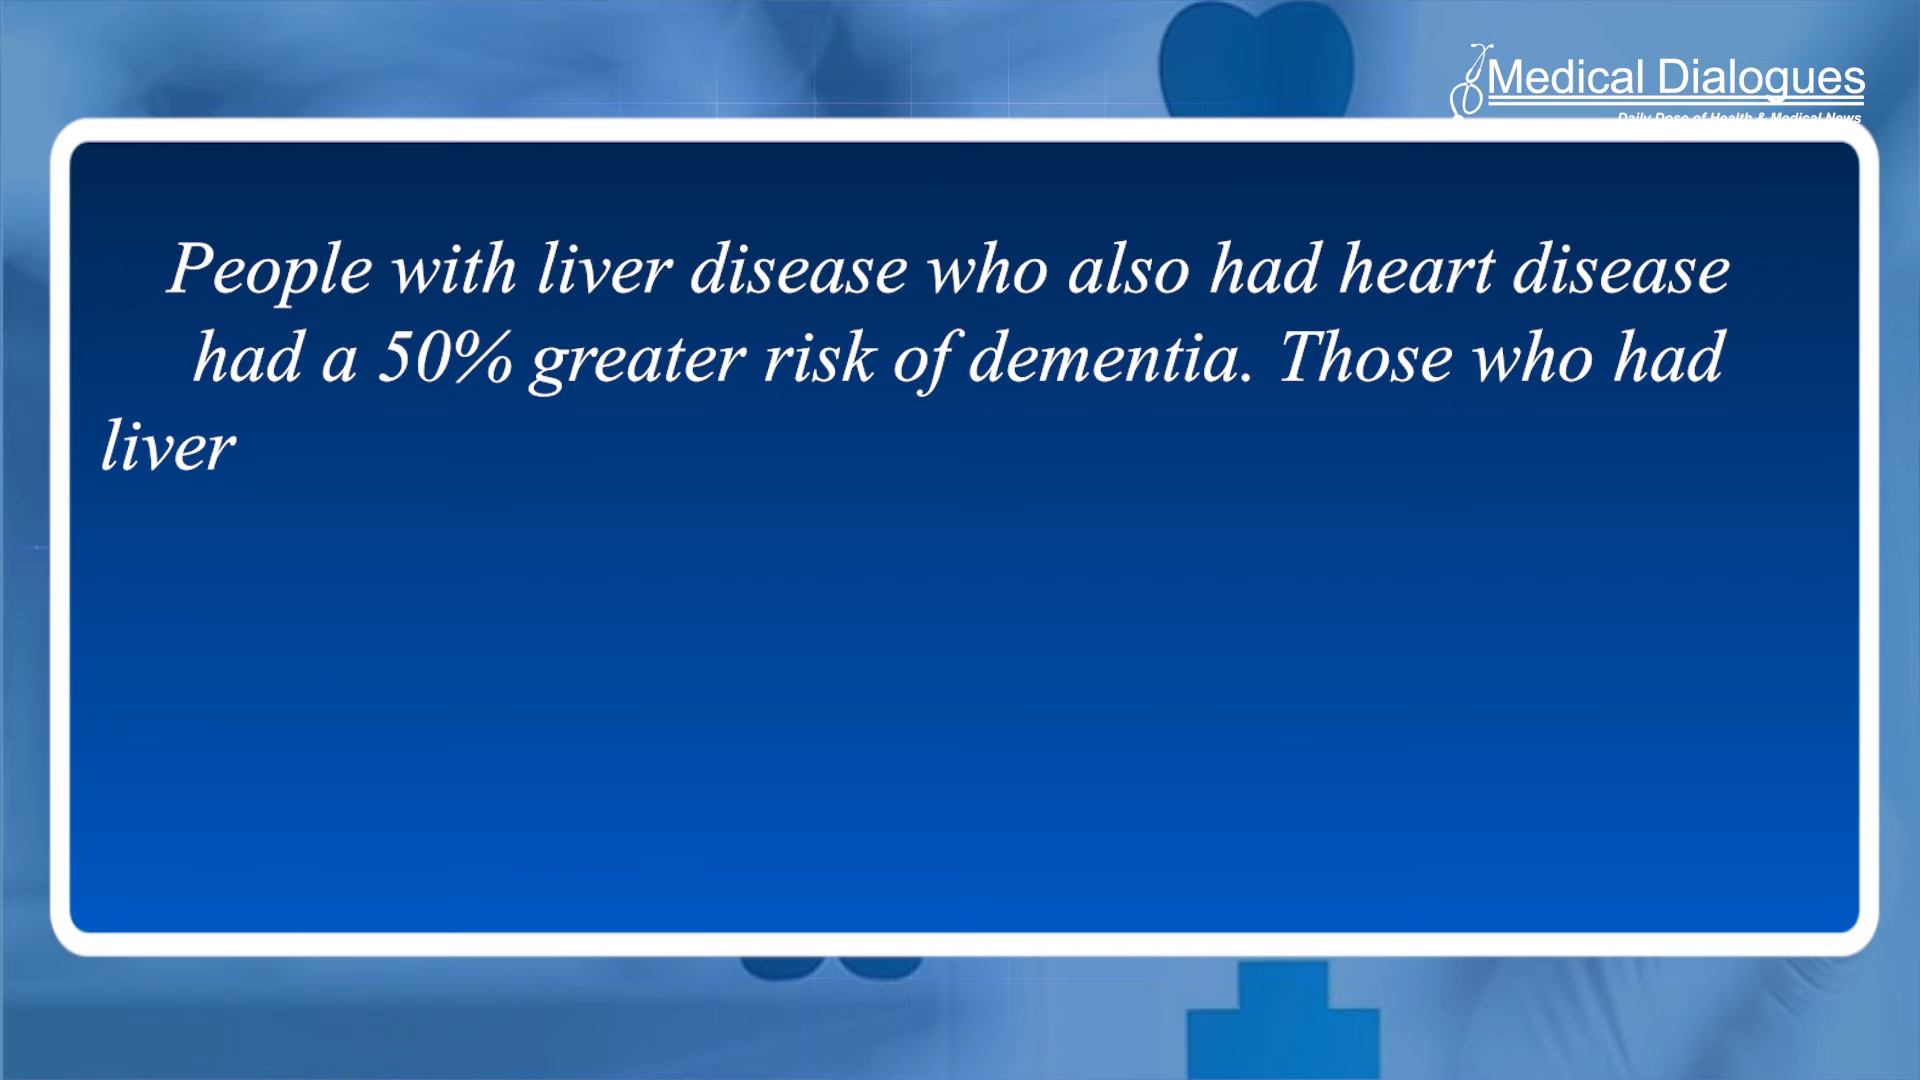 Medical Dialogues
Daily Dose of Health & Medical News
People with liver disease who also had heart disease
had a 50% greater risk of dementia. Those who had
liver